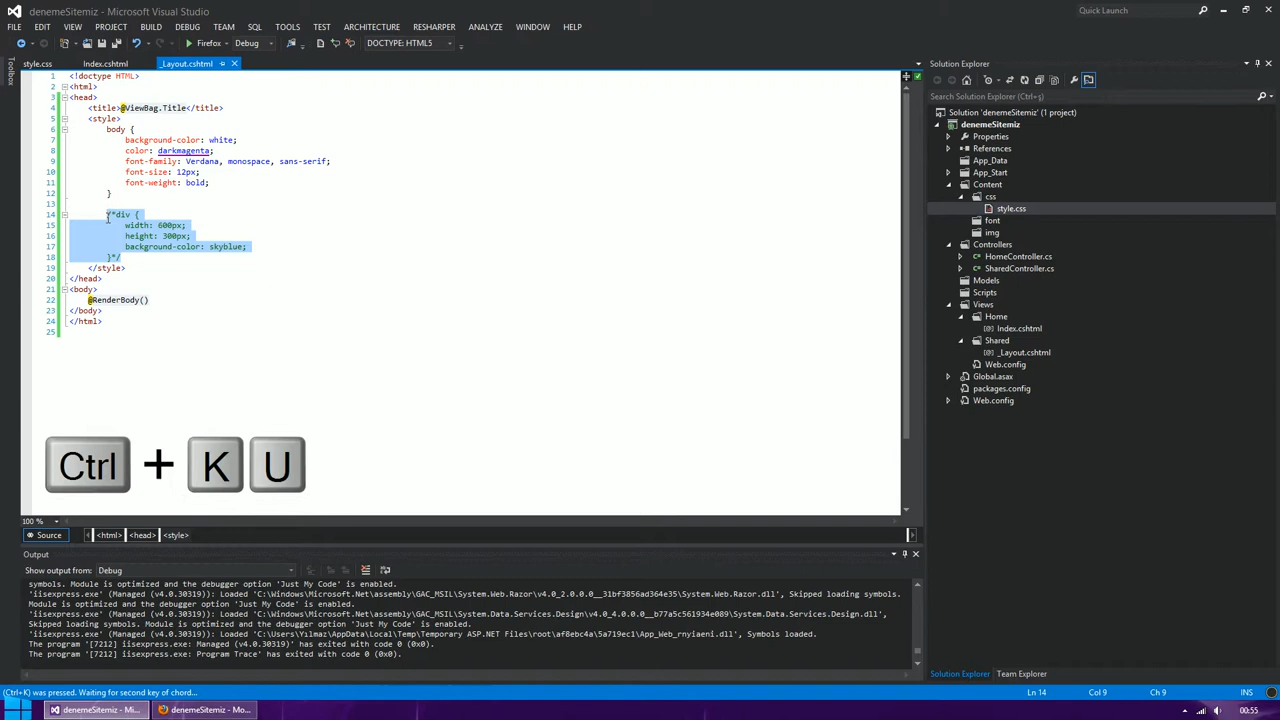 denemeSitemiz - Microsoft Visual Studio
Quick Launch
FILE EDIT VIEW PROJECT BUILD DEBUG TEAM SQL TOOLS TEST ARCHITECTURE RESHARPER ANALYZE WINDOW HELP
Firefox Debug DOCTYPE: HTML5
style.css Index.cshtml _Layout.cshtml
Toolbox
1 <!doctype HTML>
2 <html>
3 <head>
4 <title>@ViewBag.Title</title>
5 <style>
6 body {
7 background-color: white;
8 color: darkmagenta;
9 font-family: Verdana, monospace, sans-serif;
10 font-size: 12px;
11 font-weight: bold;
12 }
13
14 /*div {
15 width: 600px;
16 height: 300px;
17 background-color: skyblue;
18 }*/
19 </style>
20 </head>
21 <body>
22 @RenderBody()
23 </body>
24 </html>
25
Ctrl + K U
100 %
Source <html> <head> <style>
Output
Show output from: Debug
symbols. Module is optimized and the debugger option 'Just My Code' is enabled.
'iisexpress.exe' (Managed (v4.0.30319)): Loaded 'C:\Windows\Microsoft.Net\assembly\GAC_MSIL\System.Web.Razor\v4.0_2.0.0.0__31bf3856ad364e35\System.Web.Razor.dll', Skipped loading symbols.
Module is optimized and the debugger option 'Just My Code' is enabled.
'iisexpress.exe' (Managed (v4.0.30319)): Loaded 'C:\Windows\Microsoft.Net\assembly\GAC_MSIL\System.Data.Services.Design\v4.0_4.0.0.0__b77a5c561934e089\System.Data.Services.Design.dll',
Skipped loading symbols. Module is optimized and the debugger option 'Just My Code' is enabled.
'iisexpress.exe' (Managed (v4.0.30319)): Loaded 'C:\Users\Yilmaz\AppData\Local\Temp\Temporary ASP.NET Files\root\af8ebc4a\5a719ec1\App_Web_rnyiaeni.dll', Symbols loaded.
The program '[7212] iisexpress.exe: Managed (v4.0.30319)' has exited with code 0 (0x0).
The program '[7212] iisexpress.exe: Program Trace' has exited with code 0 (0x0).
Solution Explorer
Search Solution Explorer (Ctrl+ş)
Solution 'denemeSitemiz' (1 project)
denemeSitemiz
Properties
References
App_Data
App_Start
Content
css
style.css
font
img
Controllers
HomeController.cs
SharedController.cs
Models
Scripts
Views
Home
Index.cshtml
Shared
_Layout.cshtml
Web.config
Global.asax
packages.config
Web.config
Solution Explorer Team Explorer
(Ctrl+K) was pressed. Waiting for second key of chord...
Ln 14 Col 9 Ch 9 INS
denemeSitemiz - Mi... denemeSitemiz - Mo... 00:55